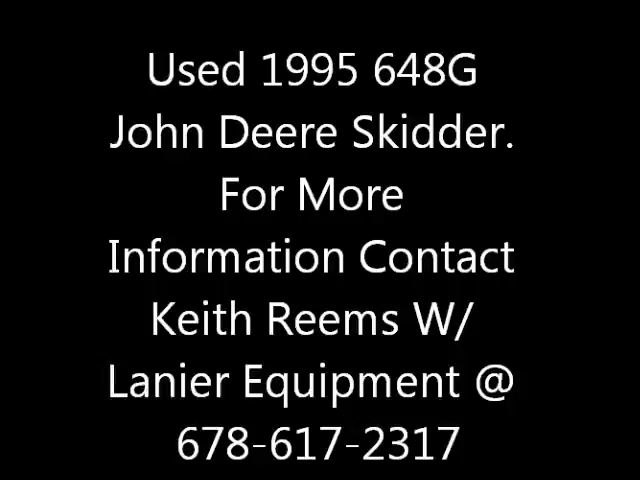 Used 1995 648G
John Deere Skidder.
For More
Information Contact
Keith Reems W/
Lanier Equipment @
678-617-2317